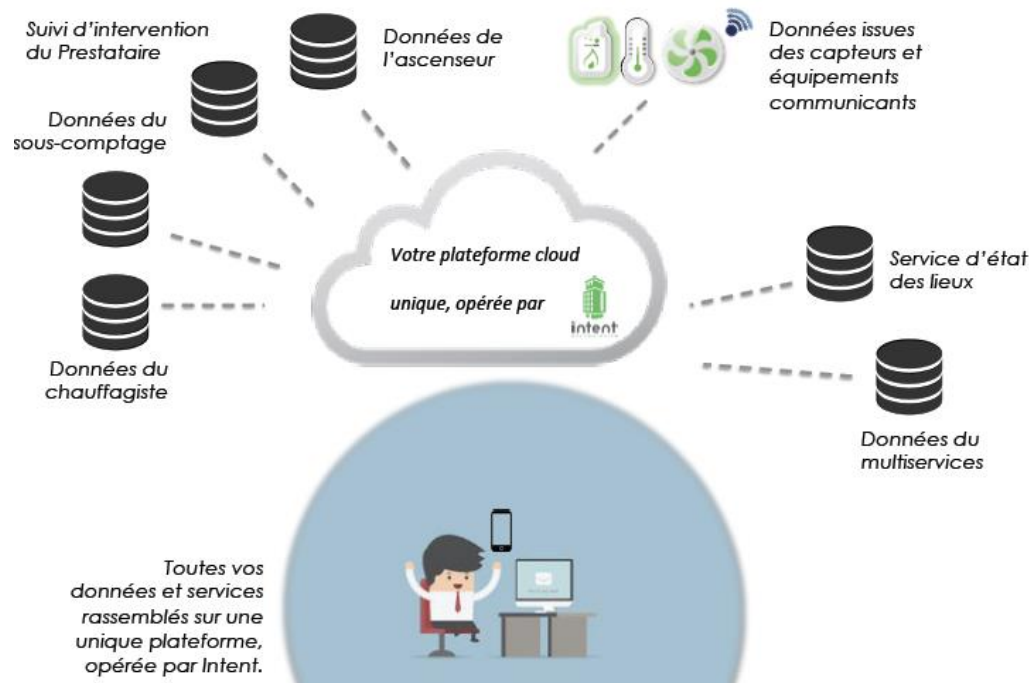 Suivi d'intervention
du Prestataire
Données de
l'ascenseur
Données issues
des capteurs et
équipements
communicants
Données du
sous-comptage
Votre plateforme cloud
unique, opérée par
intent
Service d'état
des lieux
Données du
chauffagiste
Données du
multiservices
Toutes vos
données et services
rassemblés sur une
unique plateforme,
opérée par Intent.